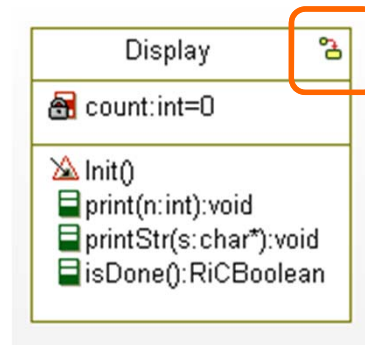 Display
count:int=0
Init()
print(n:int):void
printStr(s:char*):void
isDone():RiCBoolean